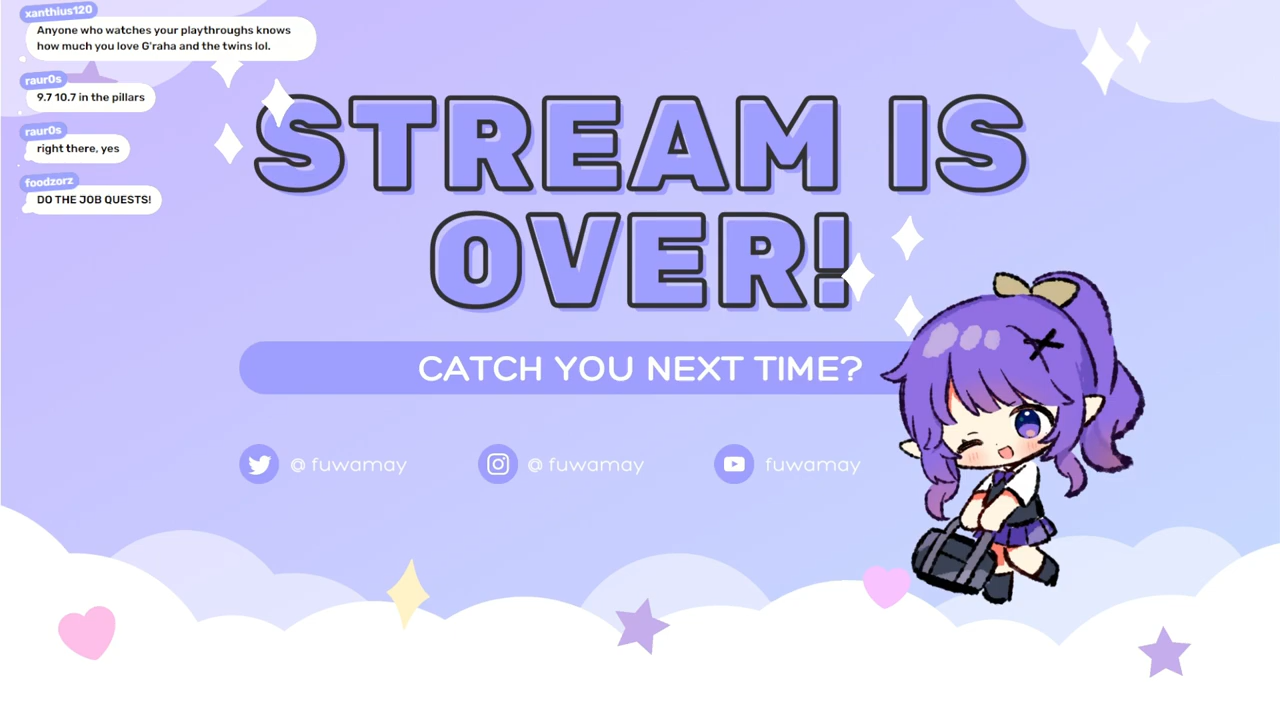 xanthius120
Anyone who watches your playthroughs knows
how much you love G'raha and the twins lol.
raur0s
9.7 10.7 in the pillars
raur0s
right there, yes
foodzorz
DO THE JOB QUESTS!
STREAM IS
OVER!
CATCH YOU NEXT TIME?
@ fuwamay
@ fuwamay
fuwamay